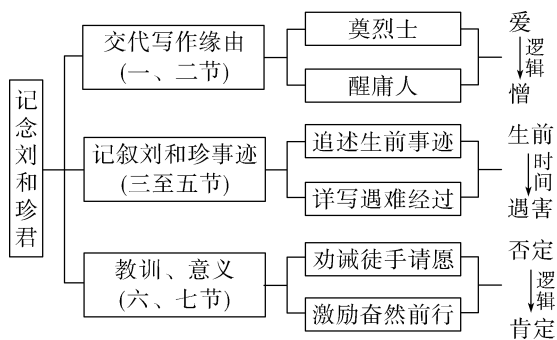 记念刘和珍君
交代写作缘由
(一、二节)
奠烈士
醒庸人
爱
逻辑
憎
记叙刘和珍事迹
(三至五节)
追述生前事迹
详写遇难经过
生前
时间
遇害
教训、意义
(六、七节)
劝诫徒手请愿
激励奋然前行
否定
逻辑
肯定